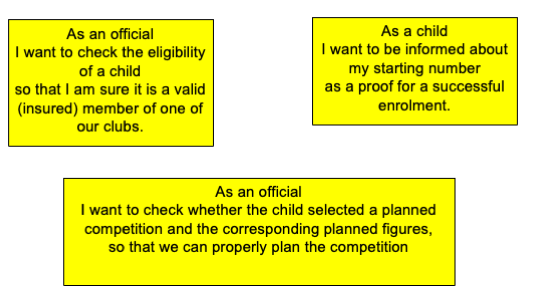 As an official
I want to check the eligibility
of a child
so that I am sure it is a valid
(insured) member of one of
our clubs.
As a child
I want to be informed about
my starting number
as a proof for a successful
enrolment.
As an official
I want to check whether the child selected a planned
competition and the corresponding planned figures,
so that we can properly plan the competition